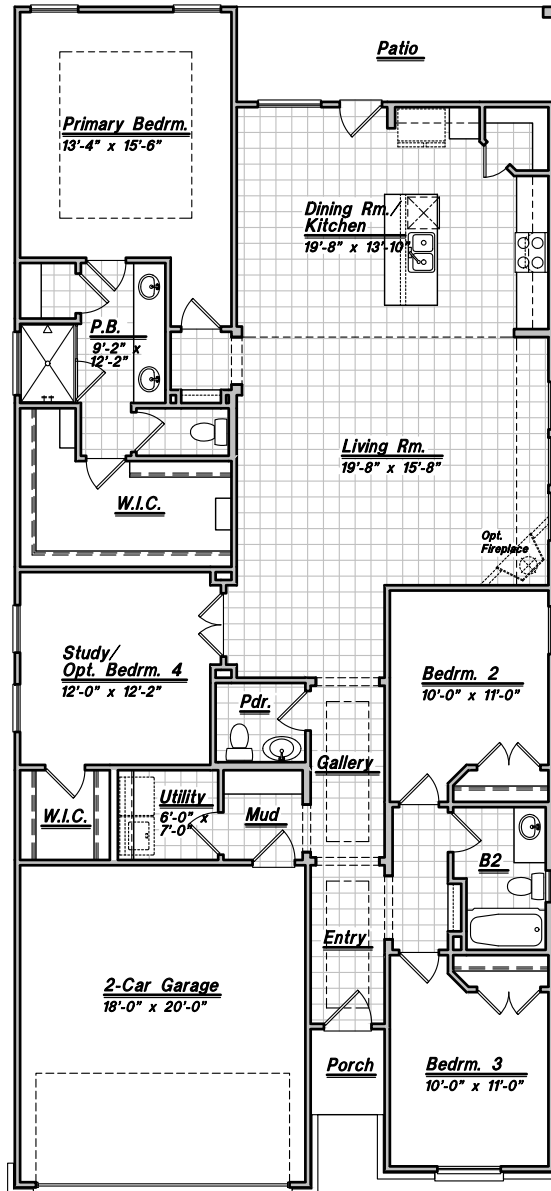 Patio
Primary Bedrm.
13'-4" x 15'-6"
Dining Rm./
Kitchen
19'-8" x 13'-10"
P.B.
9'-2" x
12'-2"
Living Rm.
19'-8" x 15'-8"
W.I.C.
Opt.
Fireplace
Study/
Opt. Bedrm. 4
12'-0" x 12'-2"
Bedrm. 2
10'-0" x 11'-0"
Pdr.
Gallery
Utility
6'-0" x
7'-0"
Mud
W.I.C.
B2
Entry
2-Car Garage
18'-0" x 20'-0"
Porch
Bedrm. 3
10'-0" x 11'-0"